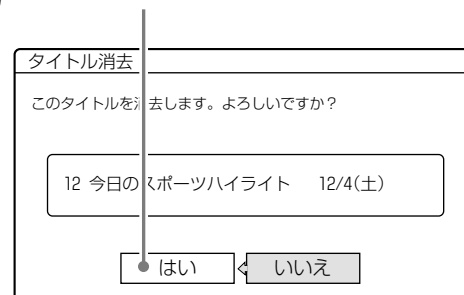 タイトル消去
このタイトルを消去します。よろしいですか？
12 今日のスポーツハイライト 12/4(土)
はい いいえ